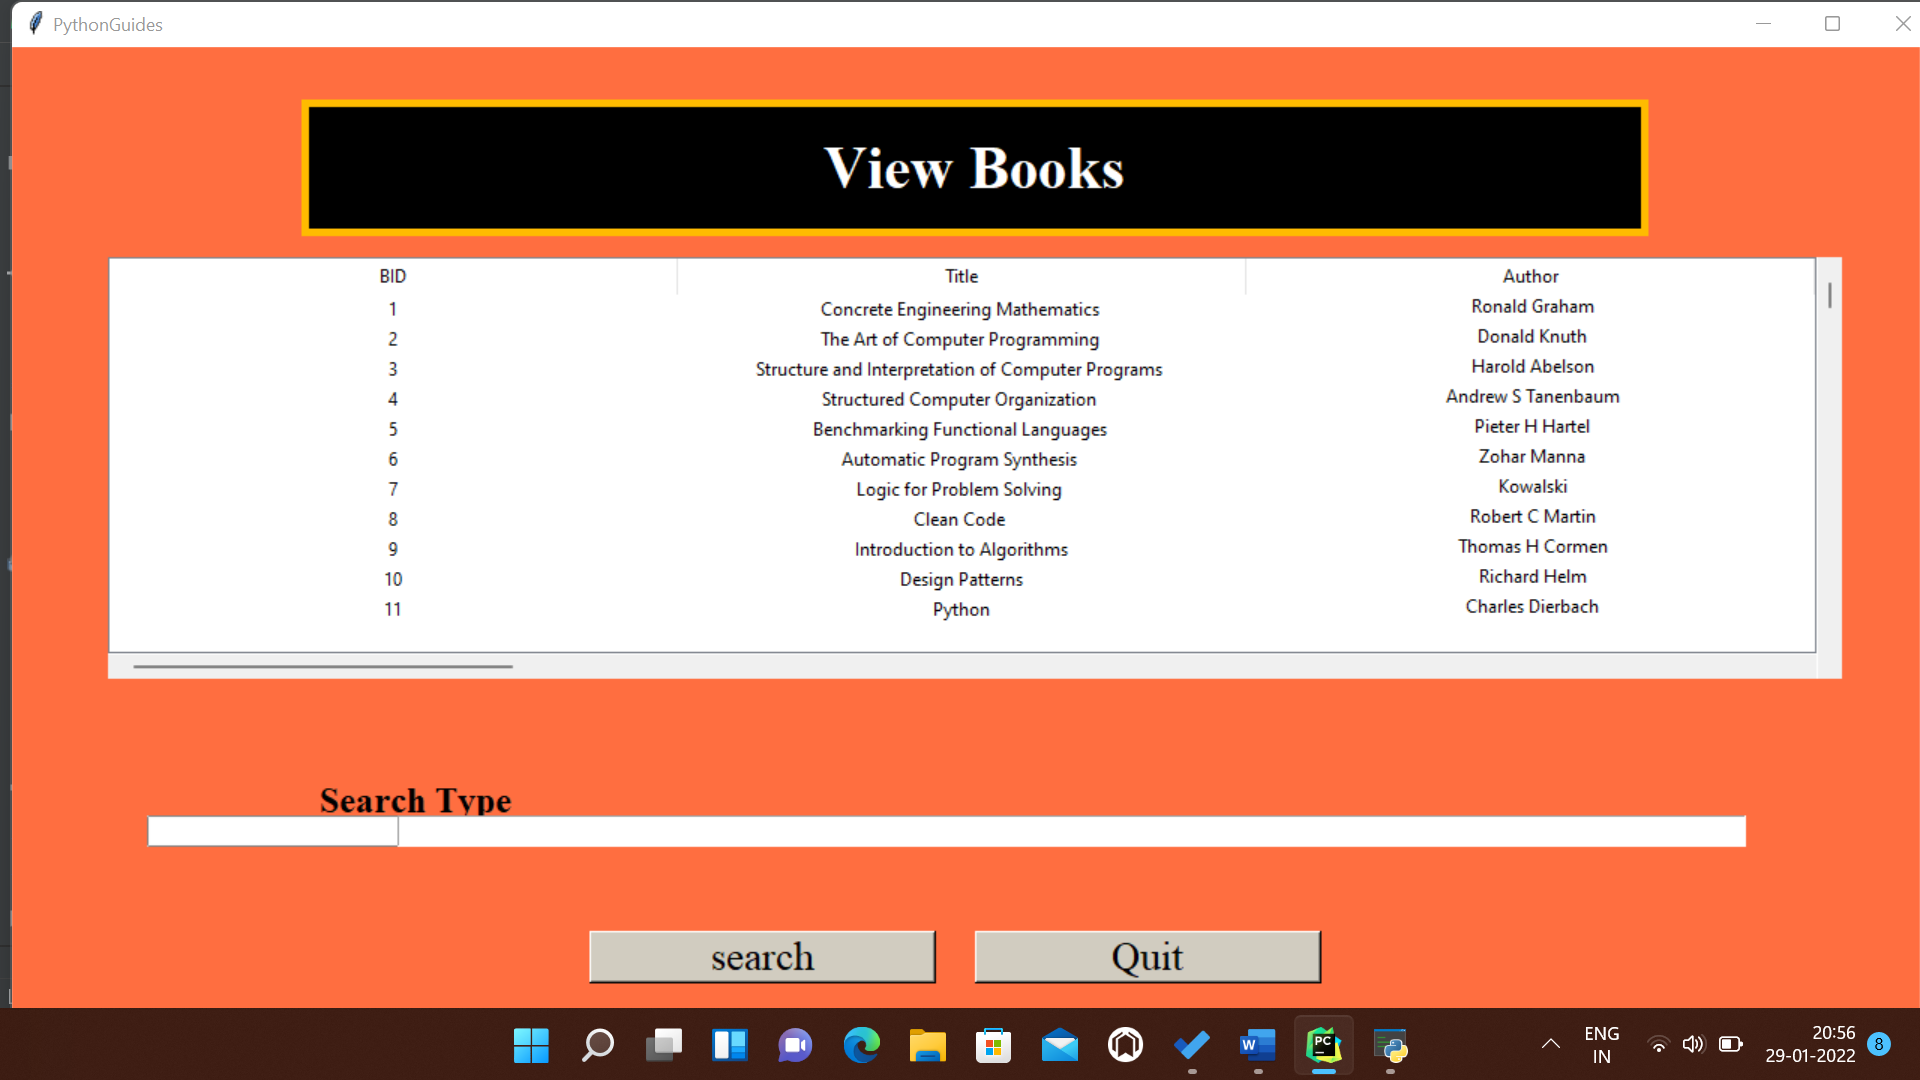 PythonGuides
View Books
BID Title Author
1 Concrete Engineering Mathematics Ronald Graham
2 The Art of Computer Programming Donald Knuth
3 Structure and Interpretation of Computer Programs Harold Abelson
4 Structured Computer Organization Andrew S Tanenbaum
5 Benchmarking Functional Languages Pieter H Hartel
6 Automatic Program Synthesis Zohar Manna
7 Logic for Problem Solving Kowalski
8 Clean Code Robert C Martin
9 Introduction to Algorithms Thomas H Cormen
10 Design Patterns Richard Helm
11 Python Charles Dierbach
Search Type
search Quit
W PC ENG 20:56 8
IN 29-01-2022